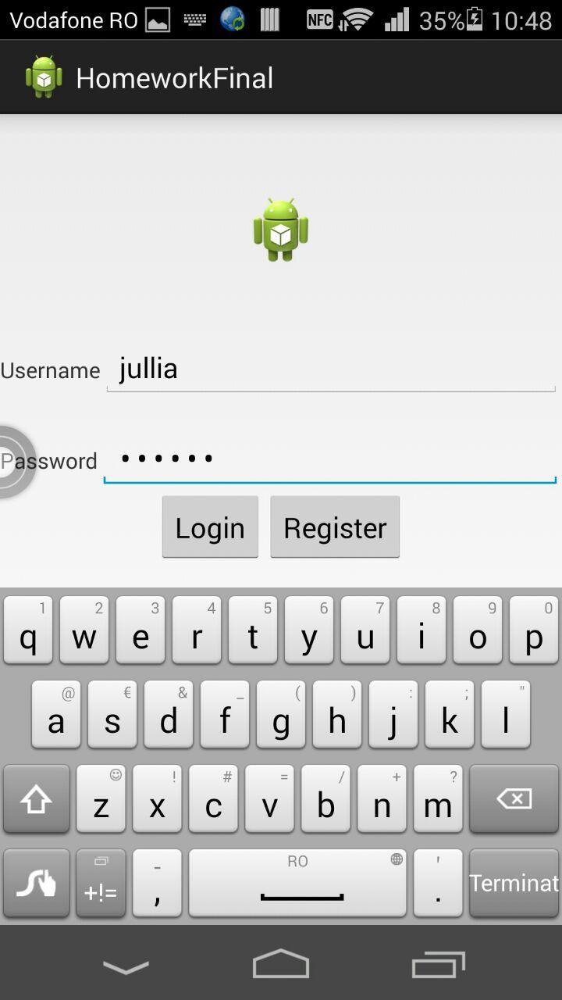 Vodafone RO NFC 35% 10:48
HomeworkFinal
Username jullia
Password ••••••
Login Register
1 2 3 4 5 6 7 8 9 0
q w e r t y u i o p
@ € & _ ( ) : ; "
a s d f g h j k l
! # = / + ?
z x c v b n m
- RO '
+!= , . Terminat